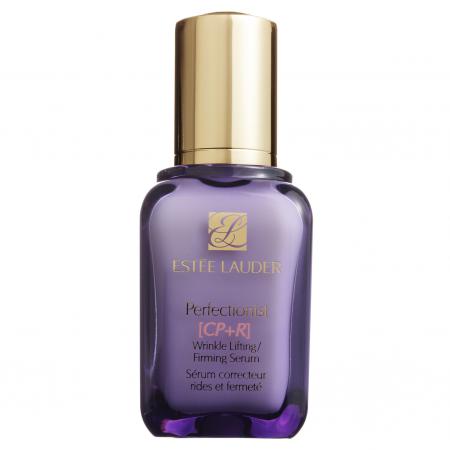 ESTĒE LAUDER
Perfectionist
[CP+R]
Wrinkle Lifting/
Firming Serum
Sérum correcteur
rides et fermeté